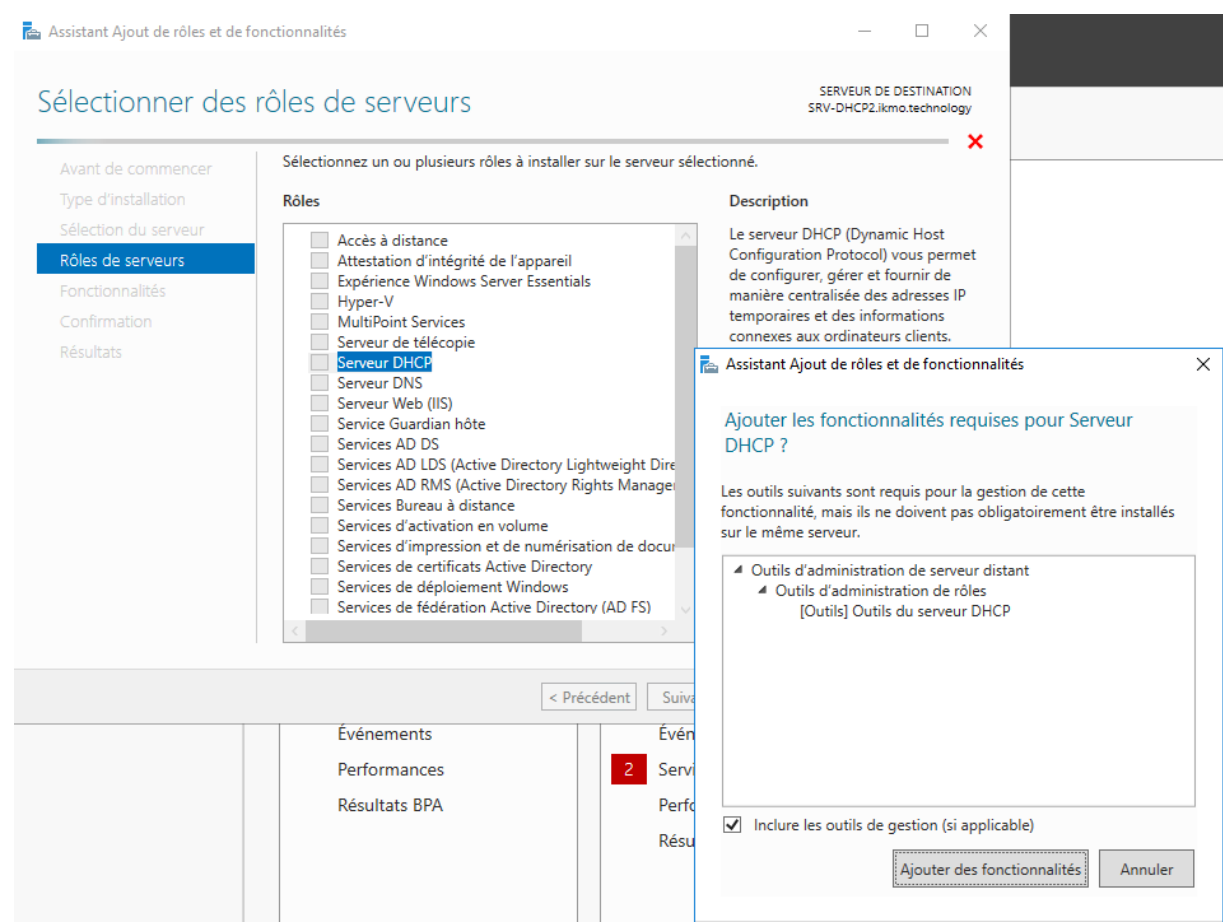 Assistant Ajout de rôles et de fonctionnalités
Sélectionner des rôles de serveurs
SERVEUR DE DESTINATION
SRV-DHCP2.ikmo.technology
Avant de commencer
Type d'installation
Sélection du serveur
Rôles de serveurs
Fonctionnalités
Confirmation
Résultats
Sélectionnez un ou plusieurs rôles à installer sur le serveur sélectionné.
Rôles
Accès à distance
Attestation d'intégrité de l'appareil
Expérience Windows Server Essentials
Hyper-V
MultiPoint Services
Serveur de télécopie
Serveur DHCP
Serveur DNS
Serveur Web (IIS)
Service Guardian hôte
Services AD DS
Services AD LDS (Active Directory Lightweight Dire
Services AD RMS (Active Directory Rights Manager
Services Bureau à distance
Services d'activation en volume
Services d'impression et de numérisation de docur
Services de certificats Active Directory
Services de déploiement Windows
Services de fédération Active Directory (AD FS)
Description
Le serveur DHCP (Dynamic Host
Configuration Protocol) vous permet
de configurer, gérer et fournir de
manière centralisée des adresses IP
temporaires et des informations
connexes aux ordinateurs clients.
< Précédent
Suiva
Assistant Ajout de rôles et de fonctionnalités
Ajouter les fonctionnalités requises pour Serveur
DHCP ?
Les outils suivants sont requis pour la gestion de cette
fonctionnalité, mais ils ne doivent pas obligatoirement être installés
sur le même serveur.
Outils d'administration de serveur distant
Outils d'administration de rôles
[Outils] Outils du serveur DHCP
Inclure les outils de gestion (si applicable)
Ajouter des fonctionnalités
Annuler
Événements
Performances
Résultats BPA
Évén
2 Servi
Perfo
Résu